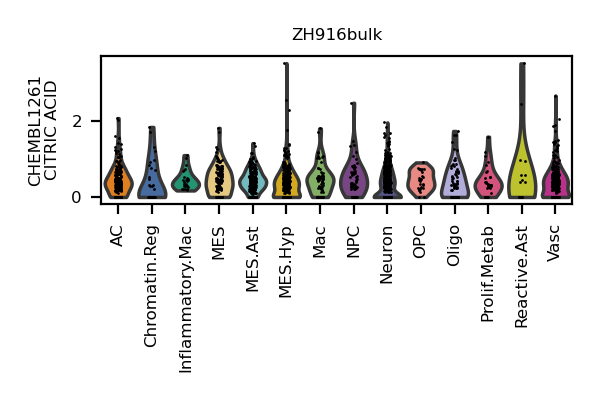 ZH916bulk
CHEMBL1261
CITRIC ACID
2
0
AC
Chromatin.Reg
Inflammatory.Mac
MES
MES.Ast
MES.Hyp
Mac
NPC
Neuron
OPC
Oligo
Prolif.Metab
Reactive.Ast
Vasc